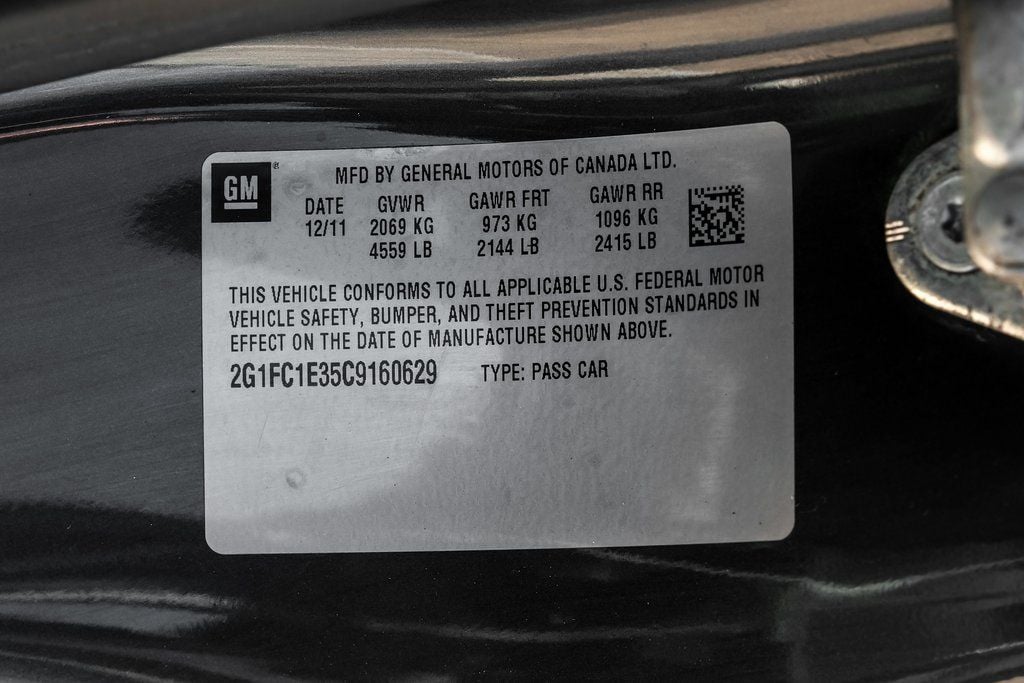 GM®
MFD BY GENERAL MOTORS OF CANADA LTD.
DATE GVWR GAWR FRT GAWR RR
12/11 2069 KG 973 KG 1096 KG
4559 LB 2144 LB 2415 LB
THIS VEHICLE CONFORMS TO ALL APPLICABLE U.S. FEDERAL MOTOR
VEHICLE SAFETY, BUMPER, AND THEFT PREVENTION STANDARDS IN
EFFECT ON THE DATE OF MANUFACTURE SHOWN ABOVE.
2G1FC1E35C9160629 TYPE: PASS CAR